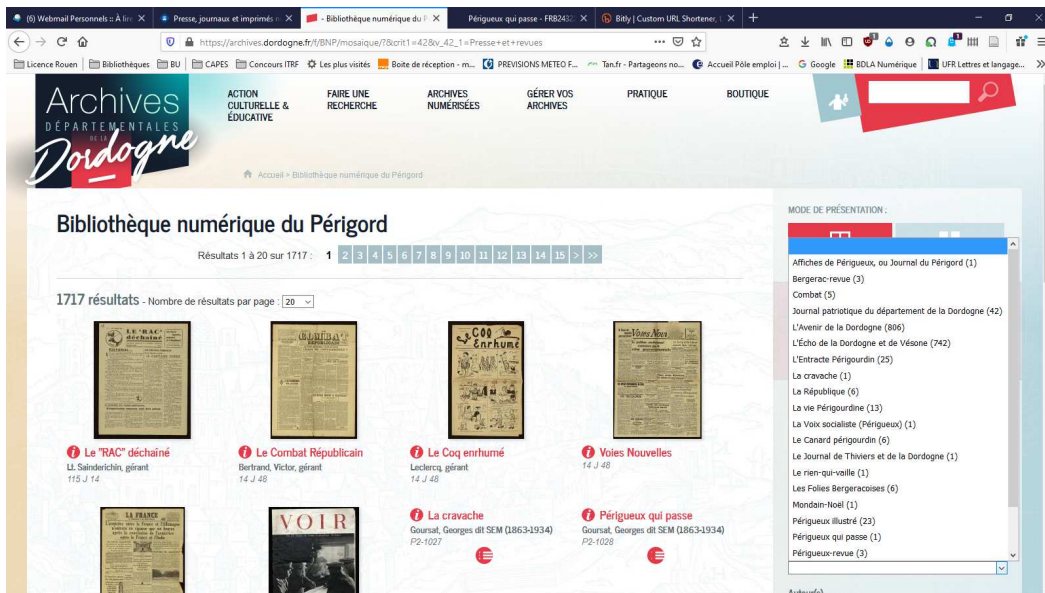 (6) Webmail Personnels :: À lire
Presse, journaux et imprimés n
- Bibliothèque numérique du P
Périgueux qui passe - FRB2432
Bitly | Custom URL Shortener, L
https://archives.dordogne.fr/f/BNP/mosaique/?&crit1=42&v_42_1=Presse+et+revues
Licence Rouen
Bibliothèques
BU
CAPES
Concours ITRF
Les plus visités
Boite de réception - m...
PREVISIONS METEO F...
Tan.fr - Partageons no...
Accueil Pôle emploi | ...
Google
BDLA Numérique
UFR Lettres et langage...
Archives
DÉPARTEMENTALES
DE LA
Dordogne
ACTION
CULTURELLE &
ÉDUCATIVE
FAIRE UNE
RECHERCHE
ARCHIVES
NUMÉRISÉES
GÉRER VOS
ARCHIVES
PRATIQUE
BOUTIQUE
Accueil > Bibliothèque numérique du Périgord
Bibliothèque numérique du Périgord
Résultats 1 à 20 sur 1717 : 1 2 3 4 5 6 7 8 9 10 11 12 13 14 15 > >>
1717 résultats - Nombre de résultats par page : 20
LE "RAC"
déchaîné
COMBAT
RÉPUBLICAIN
Coq
Enrhumé
Voies Nouvelles
Le "RAC" déchaîné
Lt. Sainderichin, gérant
115 J 14
Le Combat Républicain
Bertrand, Victor, gérant
14 J 48
Le Coq enrhumé
Leclercq, gérant
14 J 48
Voies Nouvelles
14 J 48
LA FRANCE
VOIR
La cravache
Goursat, Georges dit SEM (1863-1934)
P2-1027
Périgueux qui passe
Goursat, Georges dit SEM (1863-1934)
P2-1028
MODE DE PRÉSENTATION :
Affiches de Périgueux, ou Journal du Périgord (1)
Bergerac-revue (3)
Combat (5)
Journal patriotique du département de la Dordogne (42)
L'Avenir de la Dordogne (806)
L'Écho de la Dordogne et de Vésone (742)
L'Entracte Périgourdin (25)
La cravache (1)
La République (6)
La vie Périgourdine (13)
La Voix socialiste (Périgueux) (1)
Le Canard périgourdin (6)
Le Journal de Thiviers et de la Dordogne (1)
Le rien-qui-vaille (1)
Les Folies Bergeracoises (6)
Mondain-Noël (1)
Périgueux illustré (23)
Périgueux qui passe (1)
Périgueux-revue (3)